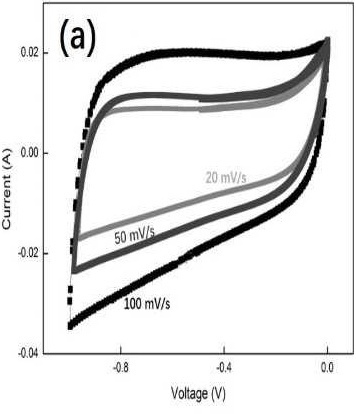 (a)
0.02
0.00
-0.02
-0.04
Current (A)
20 mV/s
50 mV/s
100 mV/s
-0.8
-0.4
0.0
Voltage (V)